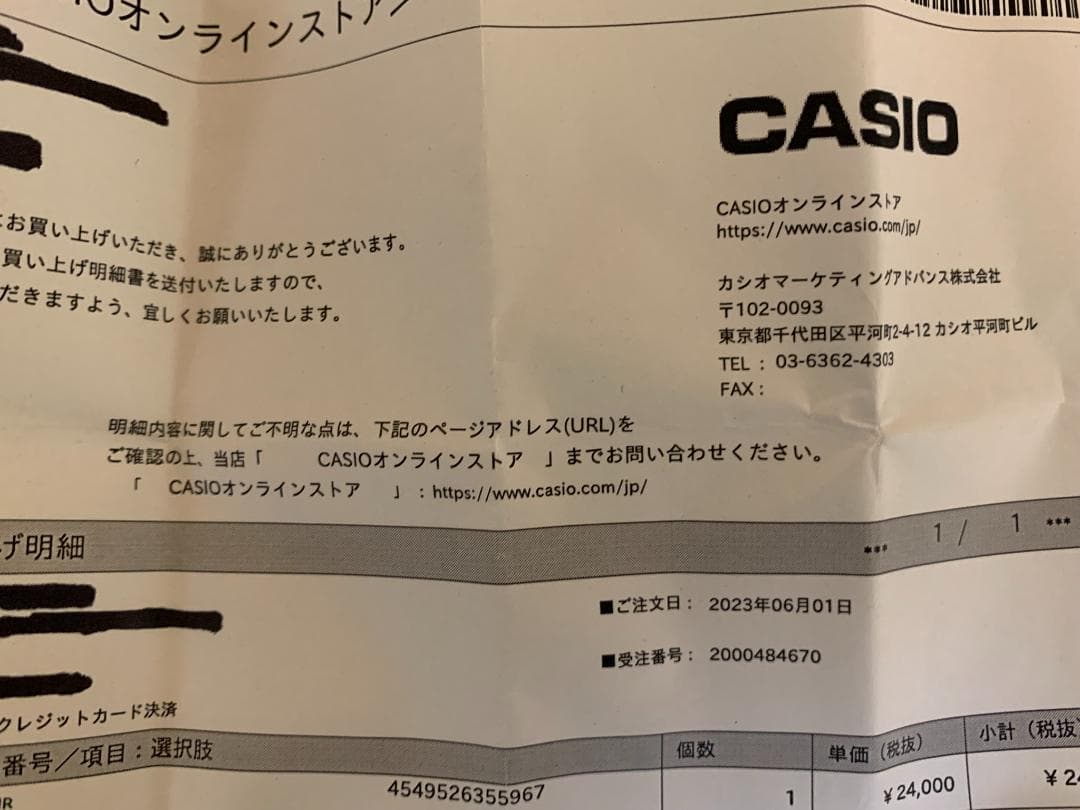 オンラインストア
CASIO
CASIOオンラインストア
https://www.casio.com/jp/
お買い上げいただき、誠にありがとうございます。
買い上げ明細書を送付いたしますので、
だきますよう、宜しくお願いいたします。
カシオマーケティングアドバンス株式会社
〒102-0093
東京都千代田区平河町2-4-12 カシオ平河町ビル
TEL : 03-6362-4303
FAX :
明細内容に関してご不明な点は、下記のページアドレス(URL)を
ご確認の上、当店「 CASIOオンラインストア 」までお問い合わせください。
「 CASIOオンラインストア 」 : https://www.casio.com/jp/
げ明細 *** 1 / 1 ***
■ご注文日： 2023年06月01日
■受注番号： 2000484670
クレジットカード決済
番号／項目：選択肢 個数 単価（税抜） 小計（税抜
4549526355967 1 ￥24,000 ￥24